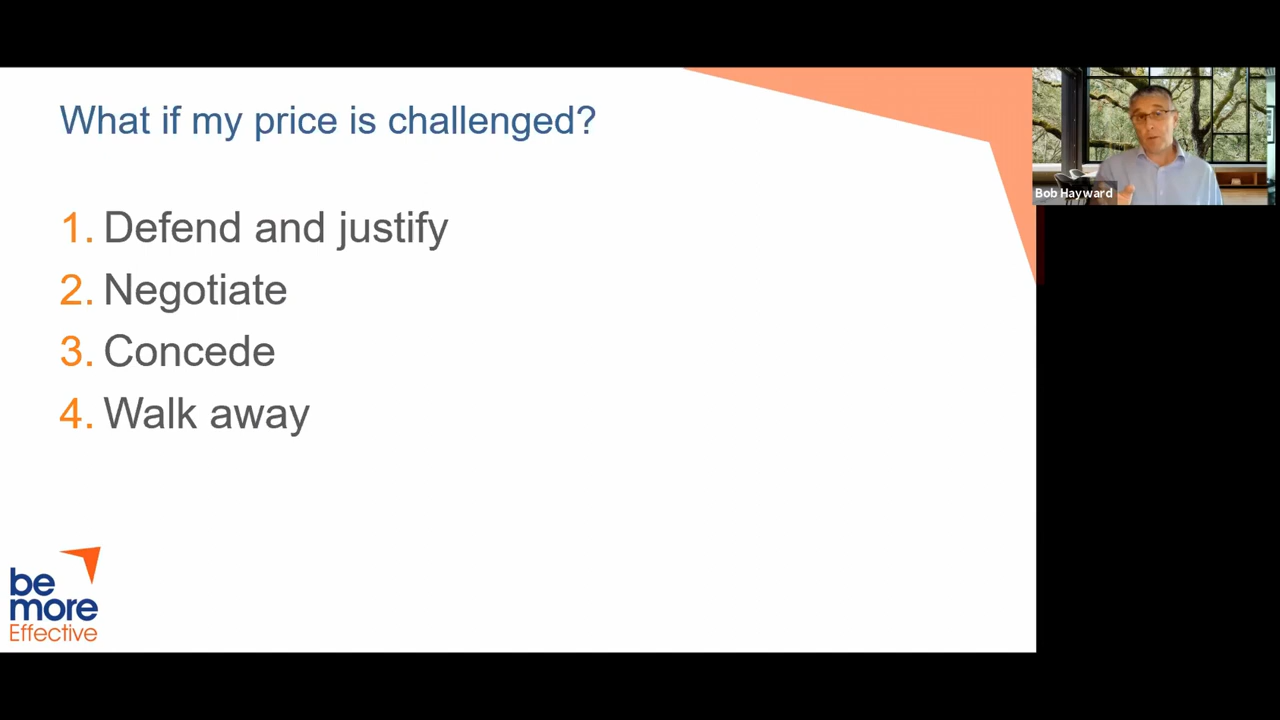 What if my price is challenged?
Bob Hayward
1. Defend and justify
2. Negotiate
3. Concede
4. Walk away
be
more
Effective